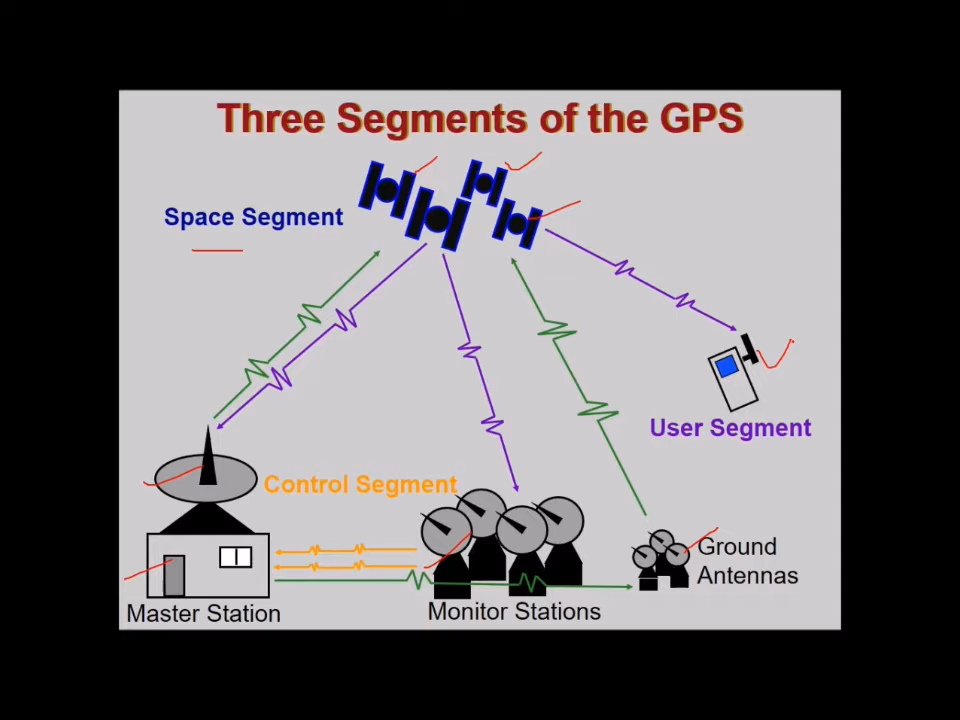 Three Segments of the GPS
Space Segment
User Segment
Control Segment
Ground
Antennas
Master Station
Monitor Stations